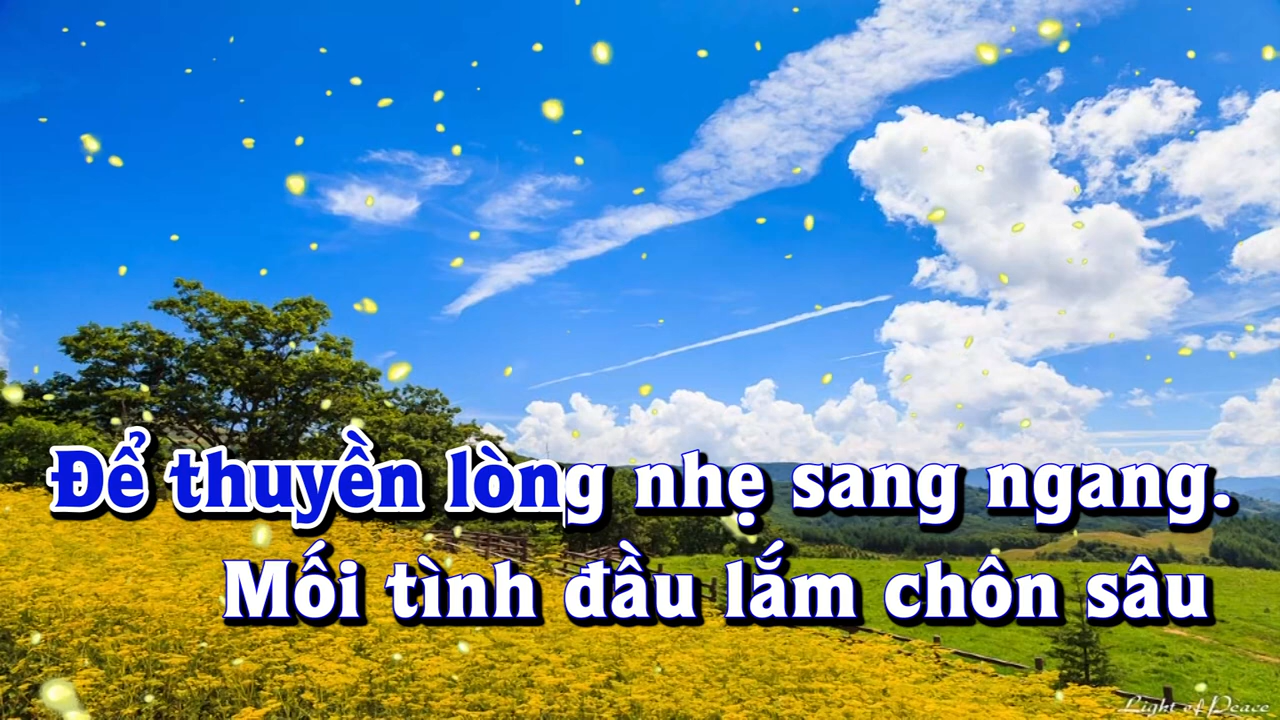 Để thuyền lòng nhẹ sang ngang.
Mối tình đầu lắm chôn sâu
Light of Peace